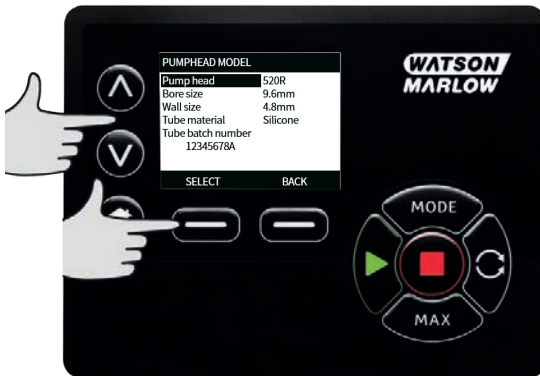 WATSON
MARLOW
PUMPHEAD MODEL
Pump head 520R
Bore size 9.6mm
Wall size 4.8mm
Tube material Silicone
Tube batch number
12345678A
SELECT BACK
MODE
MAX